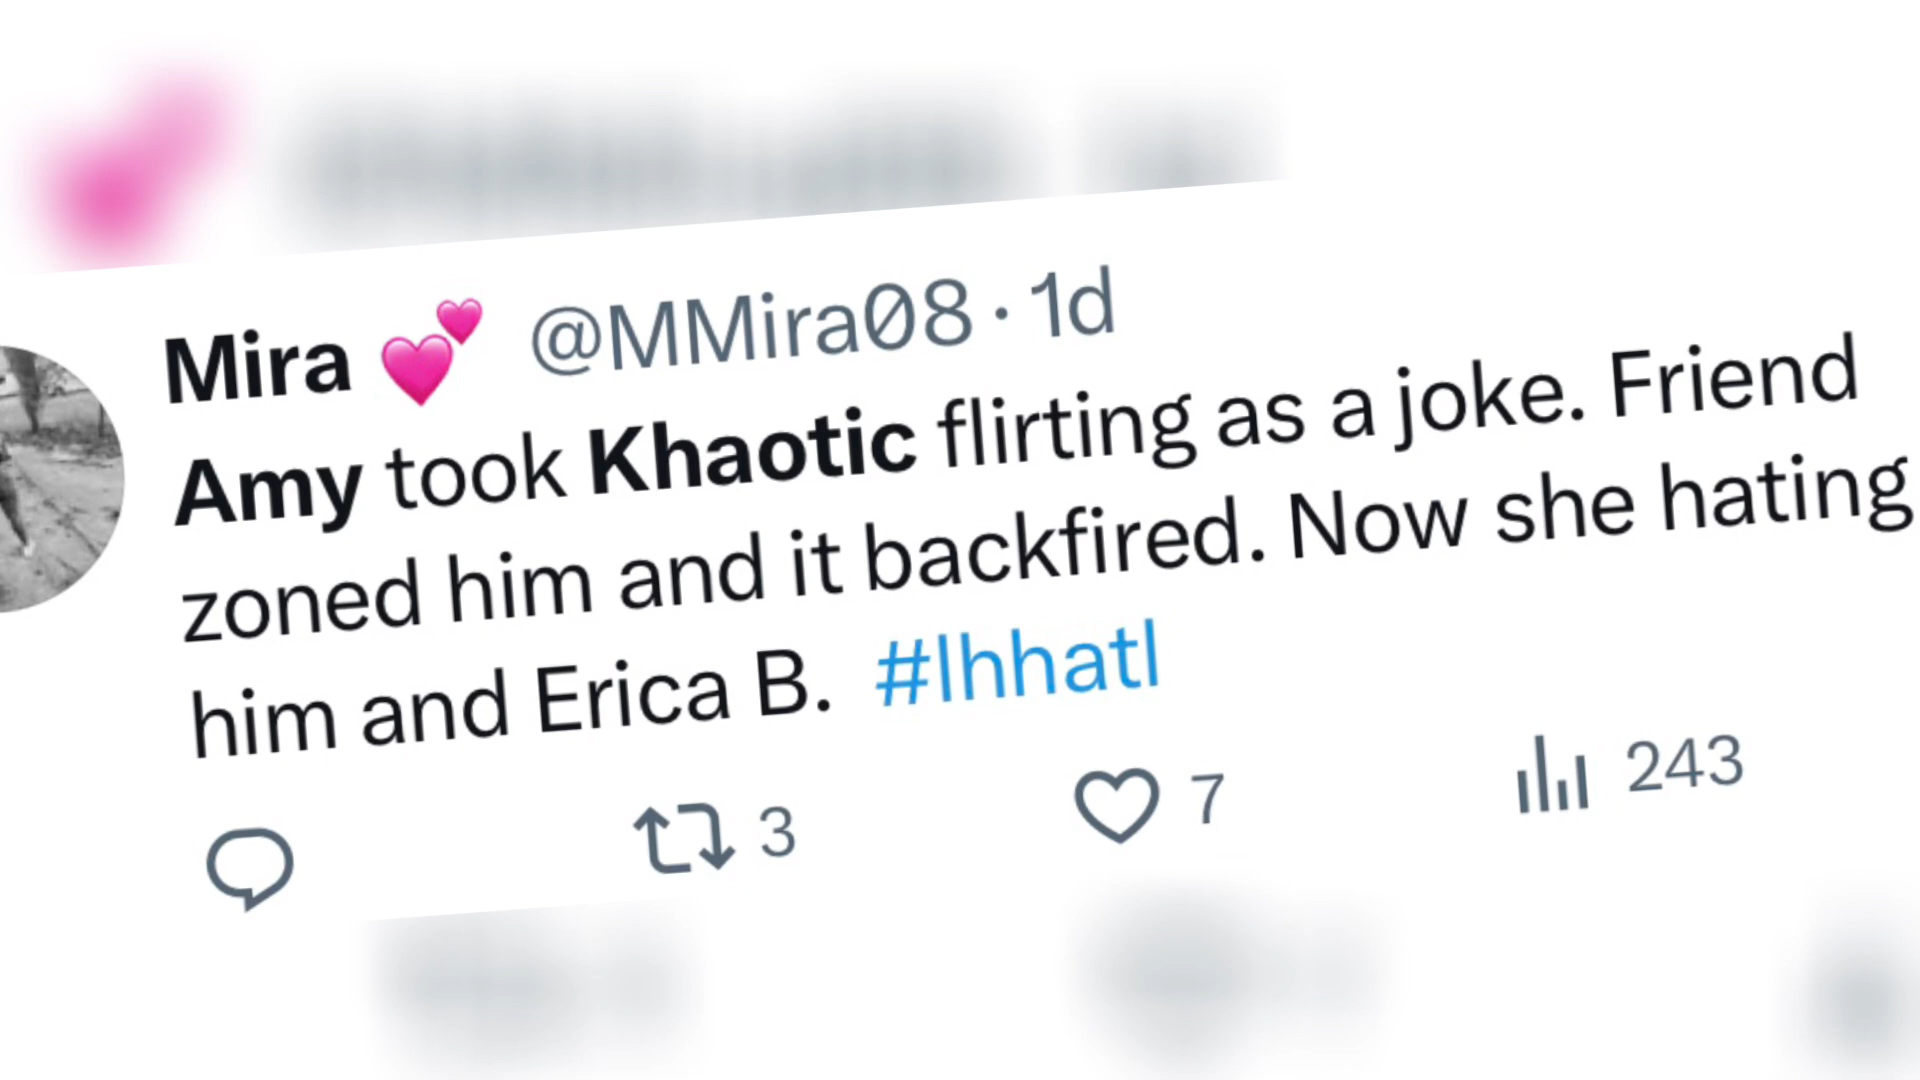 Mira 💕 @MMira08 · 1d
Amy took Khaotic flirting as a joke. Friend
zoned him and it backfired. Now she hating
him and Erica B. #lhhatl
3 7 243